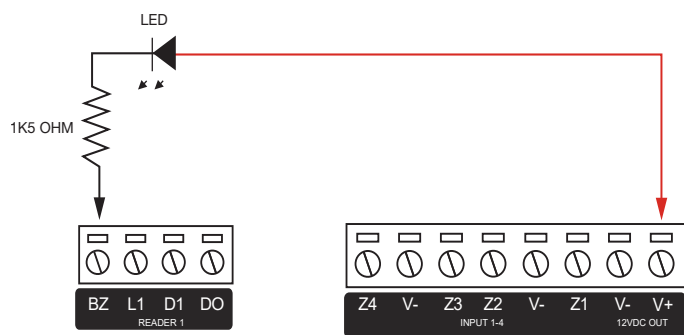 LED
1K5 OHM
BZ L1 D1 DO
READER 1
Z4 V- Z3 Z2 V- Z1 V- V+
INPUT 1-4 12VDC OUT